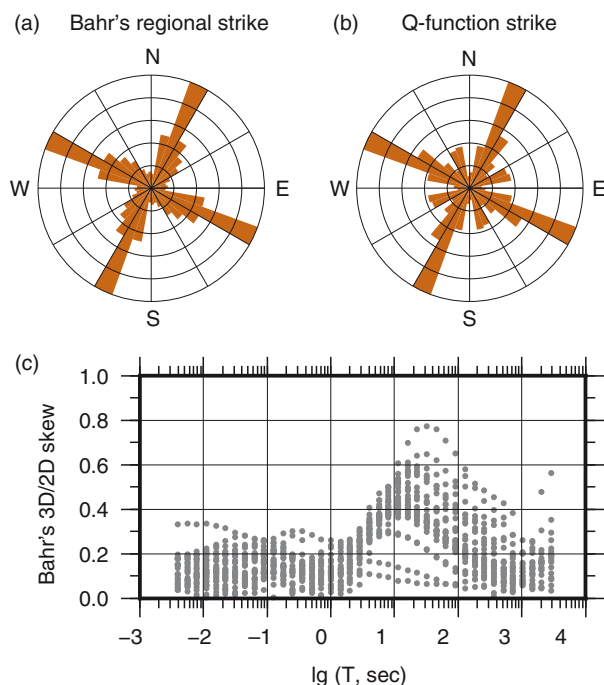 (a) Bahr's regional strike
(b) Q-function strike
N
W
E
S
N
W
E
S
(c)
Bahr's 3D/2D skew
1.0
0.8
0.6
0.4
0.2
0.0
−3 −2 −1 0 1 2 3 4
lg (T, sec)